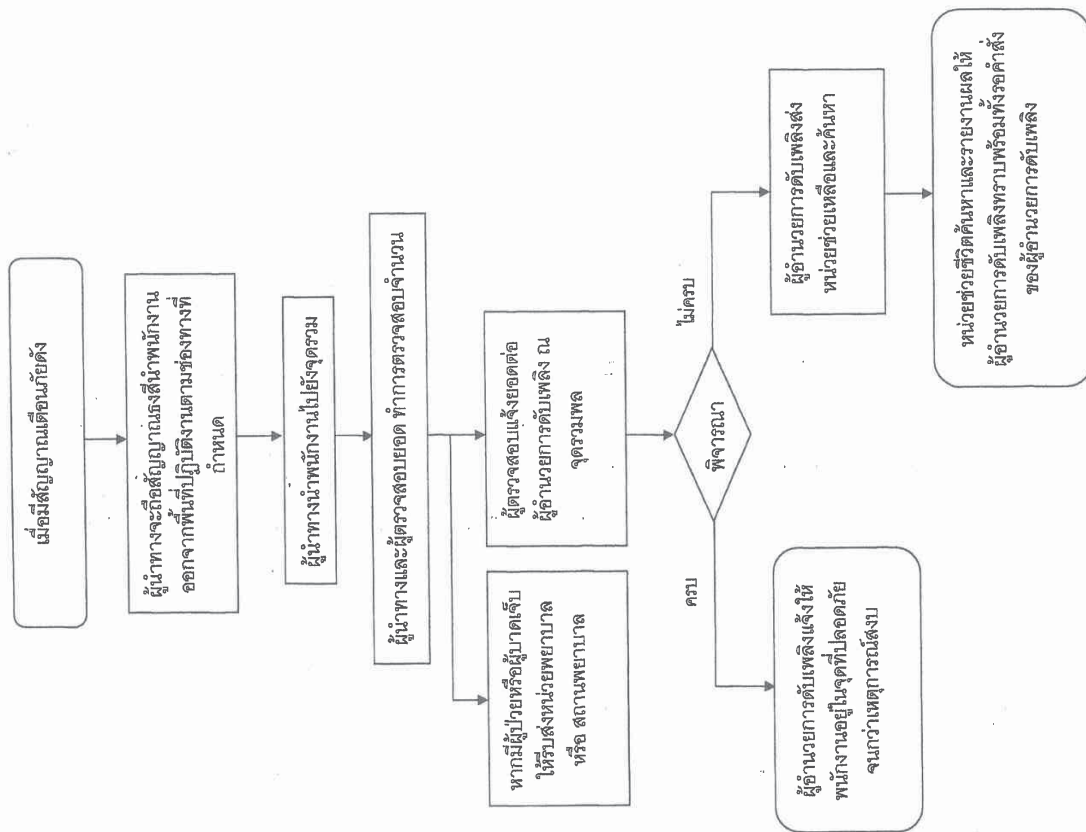 เมื่อมีสัญญาณเตือนภัยดัง
ผู้นำทางจะถือสัญญาณธงสีนำพนักงาน
ออกจากพื้นที่ปฏิบัติงานตามช่องทางที่
กำหนด
ผู้นำทางนำพนักงานไปยังจุดรวม
ผู้นำทางและผู้ตรวจสอบยอด ทำการตรวจสอบจำนวน
หากมีผู้ป่วยหรือผู้บาดเจ็บ
ให้รีบส่งหน่วยพยาบาล
หรือ สถานพยาบาล
ผู้ตรวจสอบแจ้งยอดต่อ
ผู้อำนวยการดับเพลิง ณ
จุดรวมพล
พิจารณา
ครบ
ไม่ครบ
ผู้อำนวยการดับเพลิงแจ้งให้
พนักงานอยู่ในจุดที่ปลอดภัย
จนกว่าเหตุการณ์สงบ
ผู้อำนวยการดับเพลิงส่ง
หน่วยช่วยเหลือและค้นหา
หน่วยช่วยชีวิตค้นหาและรายงานผลให้
ผู้อำนวยการดับเพลิงทราบพร้อมทั้งรอคำสั่ง
ของผู้อำนวยการดับเพลิง